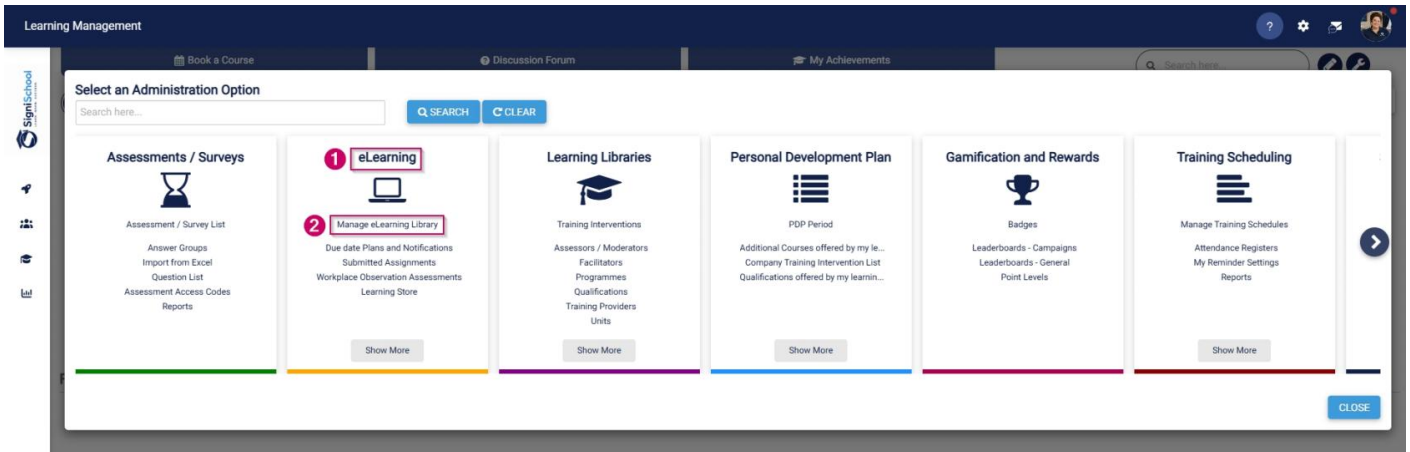 Learning Management
?
SigniSchool
Book a Course
Discussion Forum
My Achievements
Search here...
Select an Administration Option
Search here...
SEARCH
CLEAR
Assessments / Surveys
Assessment / Survey List
Answer Groups
Import from Excel
Question List
Assessment Access Codes
Reports
1 eLearning
2 Manage eLearning Library
Due date Plans and Notifications
Submitted Assignments
Workplace Observation Assessments
Learning Store
Show More
Learning Libraries
Training Interventions
Assessors / Moderators
Facilitators
Programmes
Qualifications
Training Providers
Units
Show More
Personal Development Plan
PDP Period
Additional Courses offered by my le...
Company Training Intervention List
Qualifications offered by my learnin...
Show More
Gamification and Rewards
Badges
Leaderboards - Campaigns
Leaderboards - General
Point Levels
Training Scheduling
Manage Training Schedules
Attendance Registers
My Reminder Settings
Reports
Show More
CLOSE